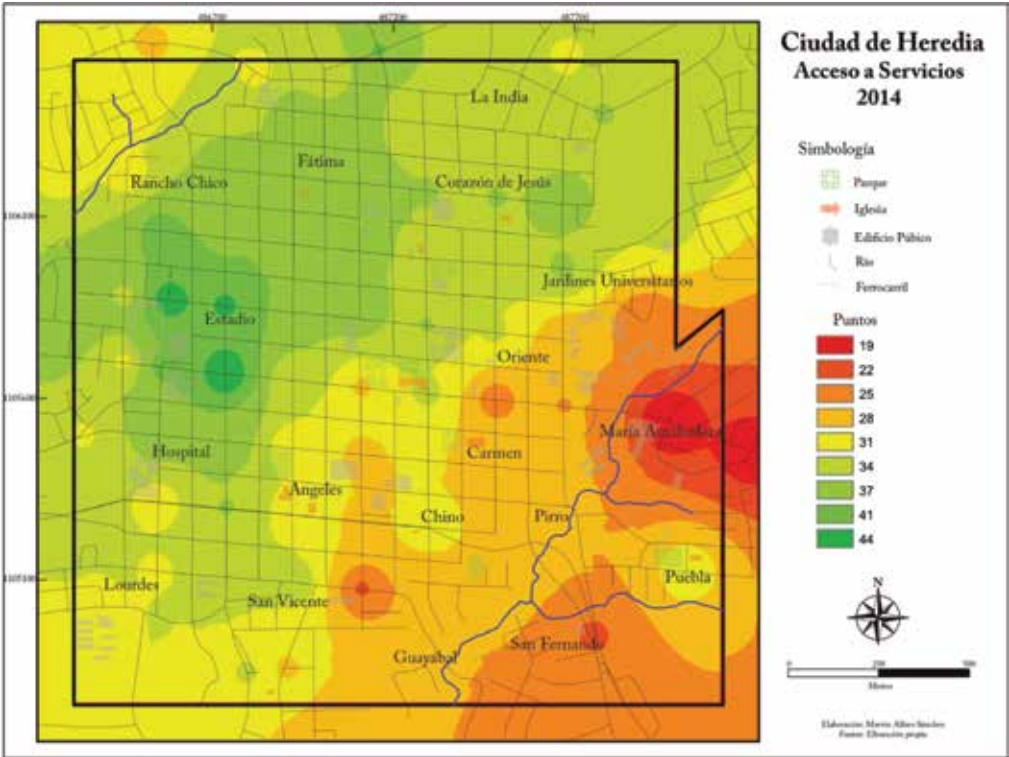 Ciudad de Heredia
Acceso a Servicios
2014
Simbología
Parque
Iglesia
Edificio Púbico
Río
Ferrocarril
Puntos
19
22
25
28
31
34
37
41
44
N
Metros
487200
La India
Fátima
Rancho Chico
Corazón de Jesús
Jardines Universitarios
Estadio
Oriente
María Auxiliadora
Hospital
Carmen
Angeles
Chino
Pirro
Lourdes
Puebla
San Vicente
San Fernando
Guayabal